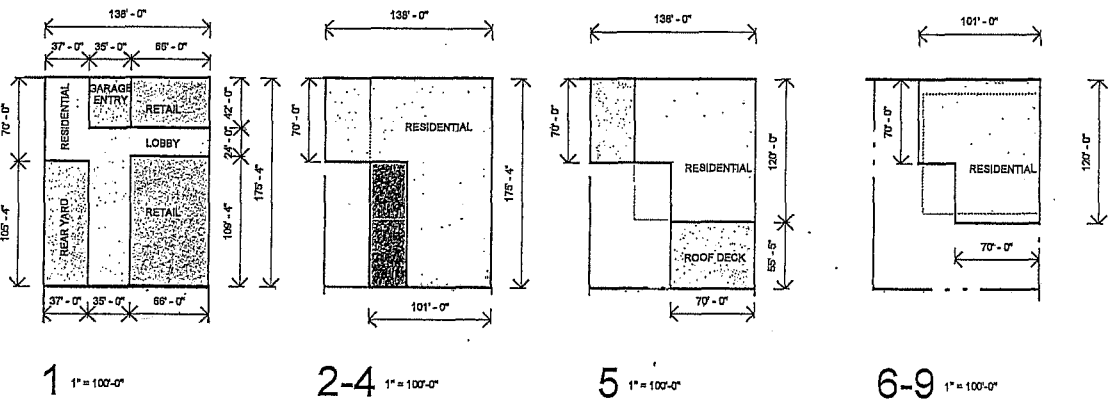 138'-0"
37'-0" 35'-0" 66'-0"
70'-0"
105'-4"
RESIDENTIAL
GARAGE
ENTRY
RETAIL
LOBBY
REAR YARD
RETAIL
42'-0"
24'-0"
109'-4"
175'-4"
37'-0" 35'-0" 66'-0"
1 1" = 100'-0"
138'-0"
70'-0"
RESIDENTIAL
175'-4"
101'-0"
2-4 1" = 100'-0"
138'-0"
70'-0"
RESIDENTIAL
120'-0"
ROOF DECK
70'-0"
5 1" = 100'-0"
101'-0"
70'-0"
RESIDENTIAL
120'-0"
70'-0"
6-9 1" = 100'-0"